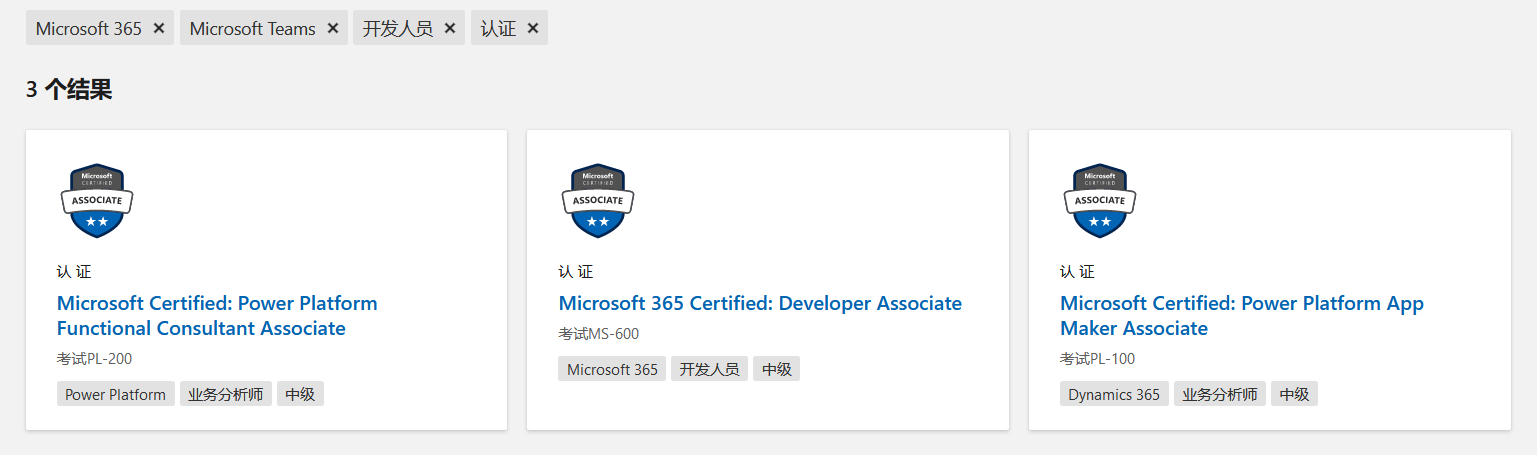 Microsoft 365 ✕ Microsoft Teams ✕ 开发人员 ✕ 认证 ✕
3 个结果
Microsoft
CERTIFIED
ASSOCIATE
认证
Microsoft Certified: Power Platform
Functional Consultant Associate
考试PL-200
Power Platform 业务分析师 中级
Microsoft
CERTIFIED
ASSOCIATE
认证
Microsoft 365 Certified: Developer Associate
考试MS-600
Microsoft 365 开发人员 中级
Microsoft
CERTIFIED
ASSOCIATE
认证
Microsoft Certified: Power Platform App
Maker Associate
考试PL-100
Dynamics 365 业务分析师 中级